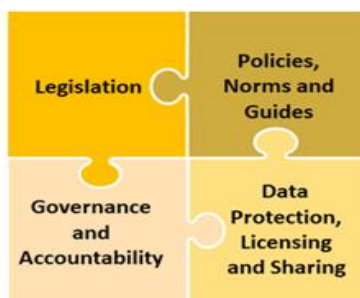 Legislation
Policies,
Norms and
Guides
Governance
and
Accountability
Data
Protection,
Licensing
and Sharing